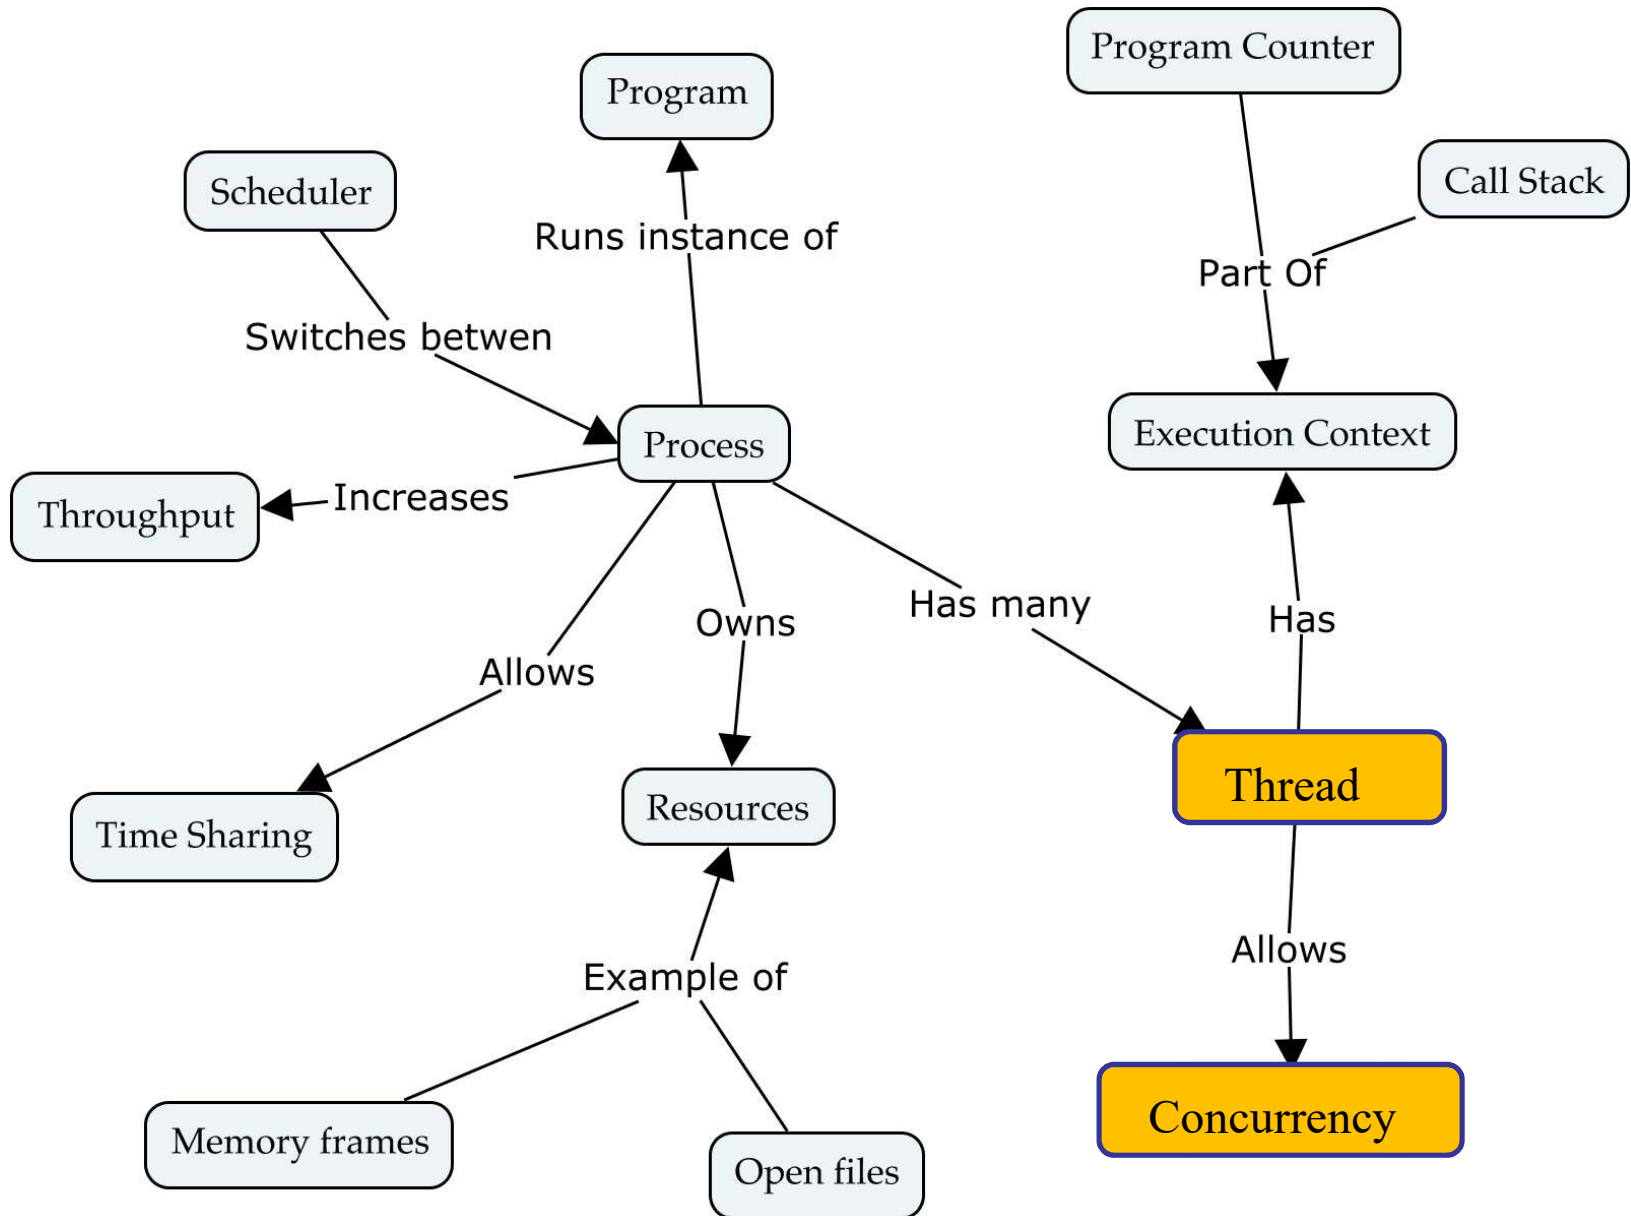 Program Counter
Program
Call Stack
Scheduler
Runs instance of
Part Of
Switches betwen
Process
Execution Context
Throughput
Increases
Has many
Owns
Has
Allows
Thread
Resources
Time Sharing
Allows
Example of
Concurrency
Memory frames
Open files